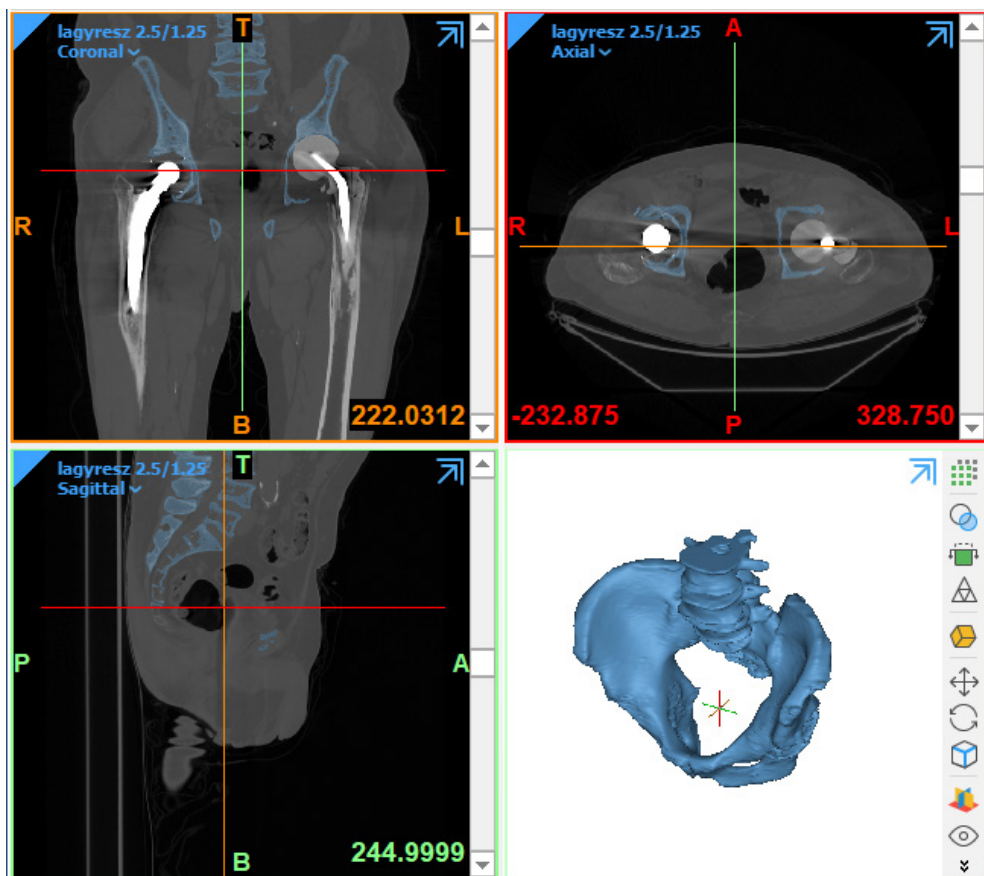 lagyresz 2.5/1.25
Coronal
T
R
L
B
222.0312
lagyresz 2.5/1.25
Axial
A
R
L
P
-232.875
328.750
lagyresz 2.5/1.25
Sagittal
T
P
A
B
244.9999